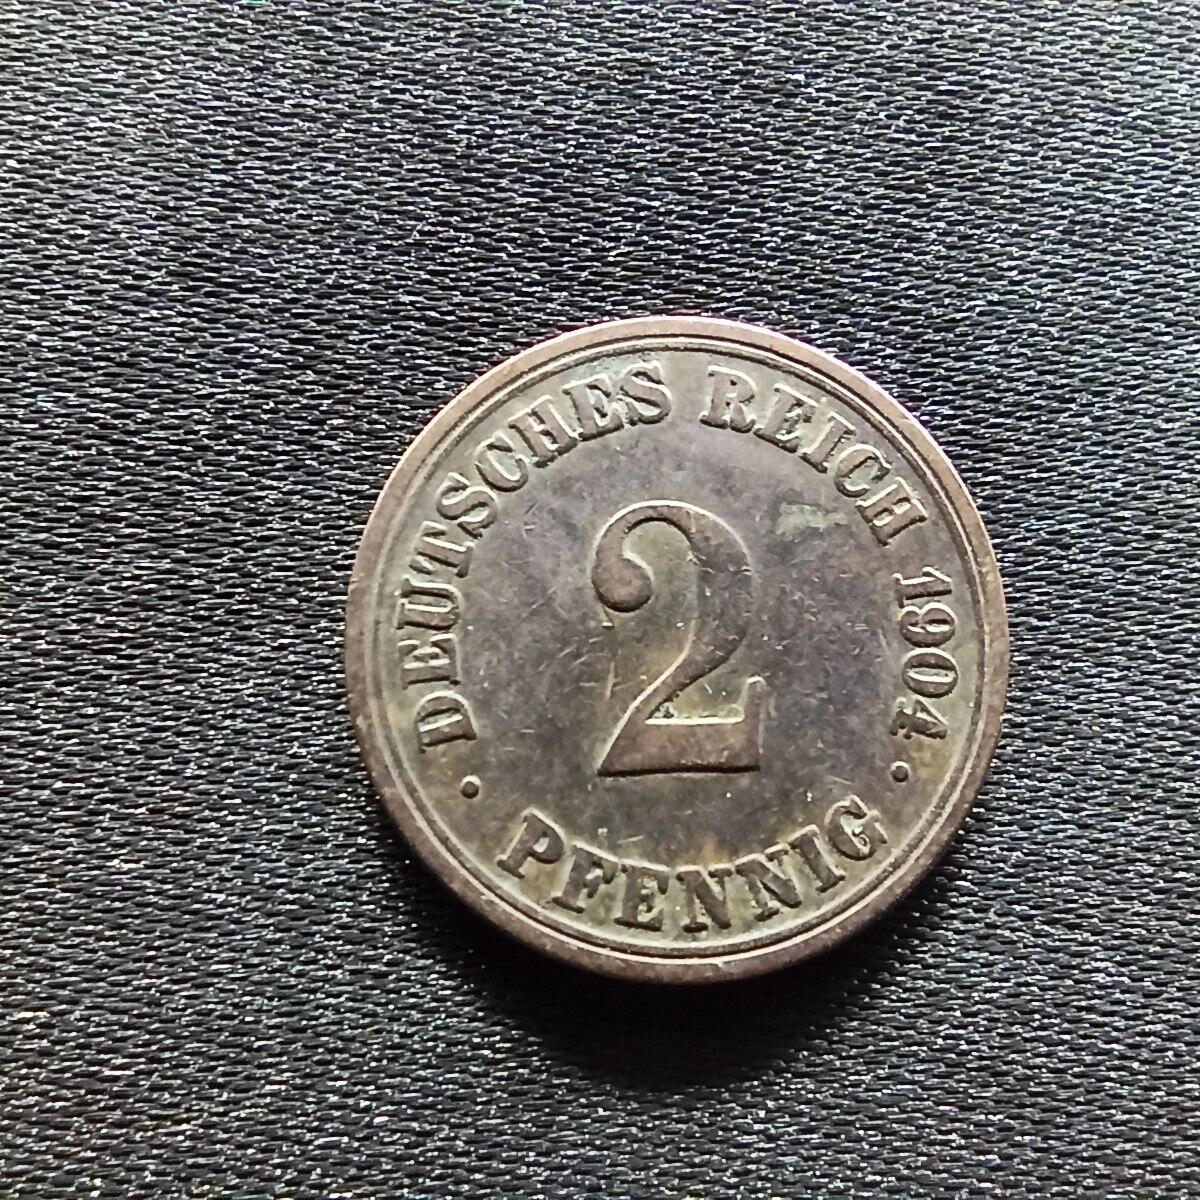 DEUTSCHES REICH 1904
2
PFENNIG